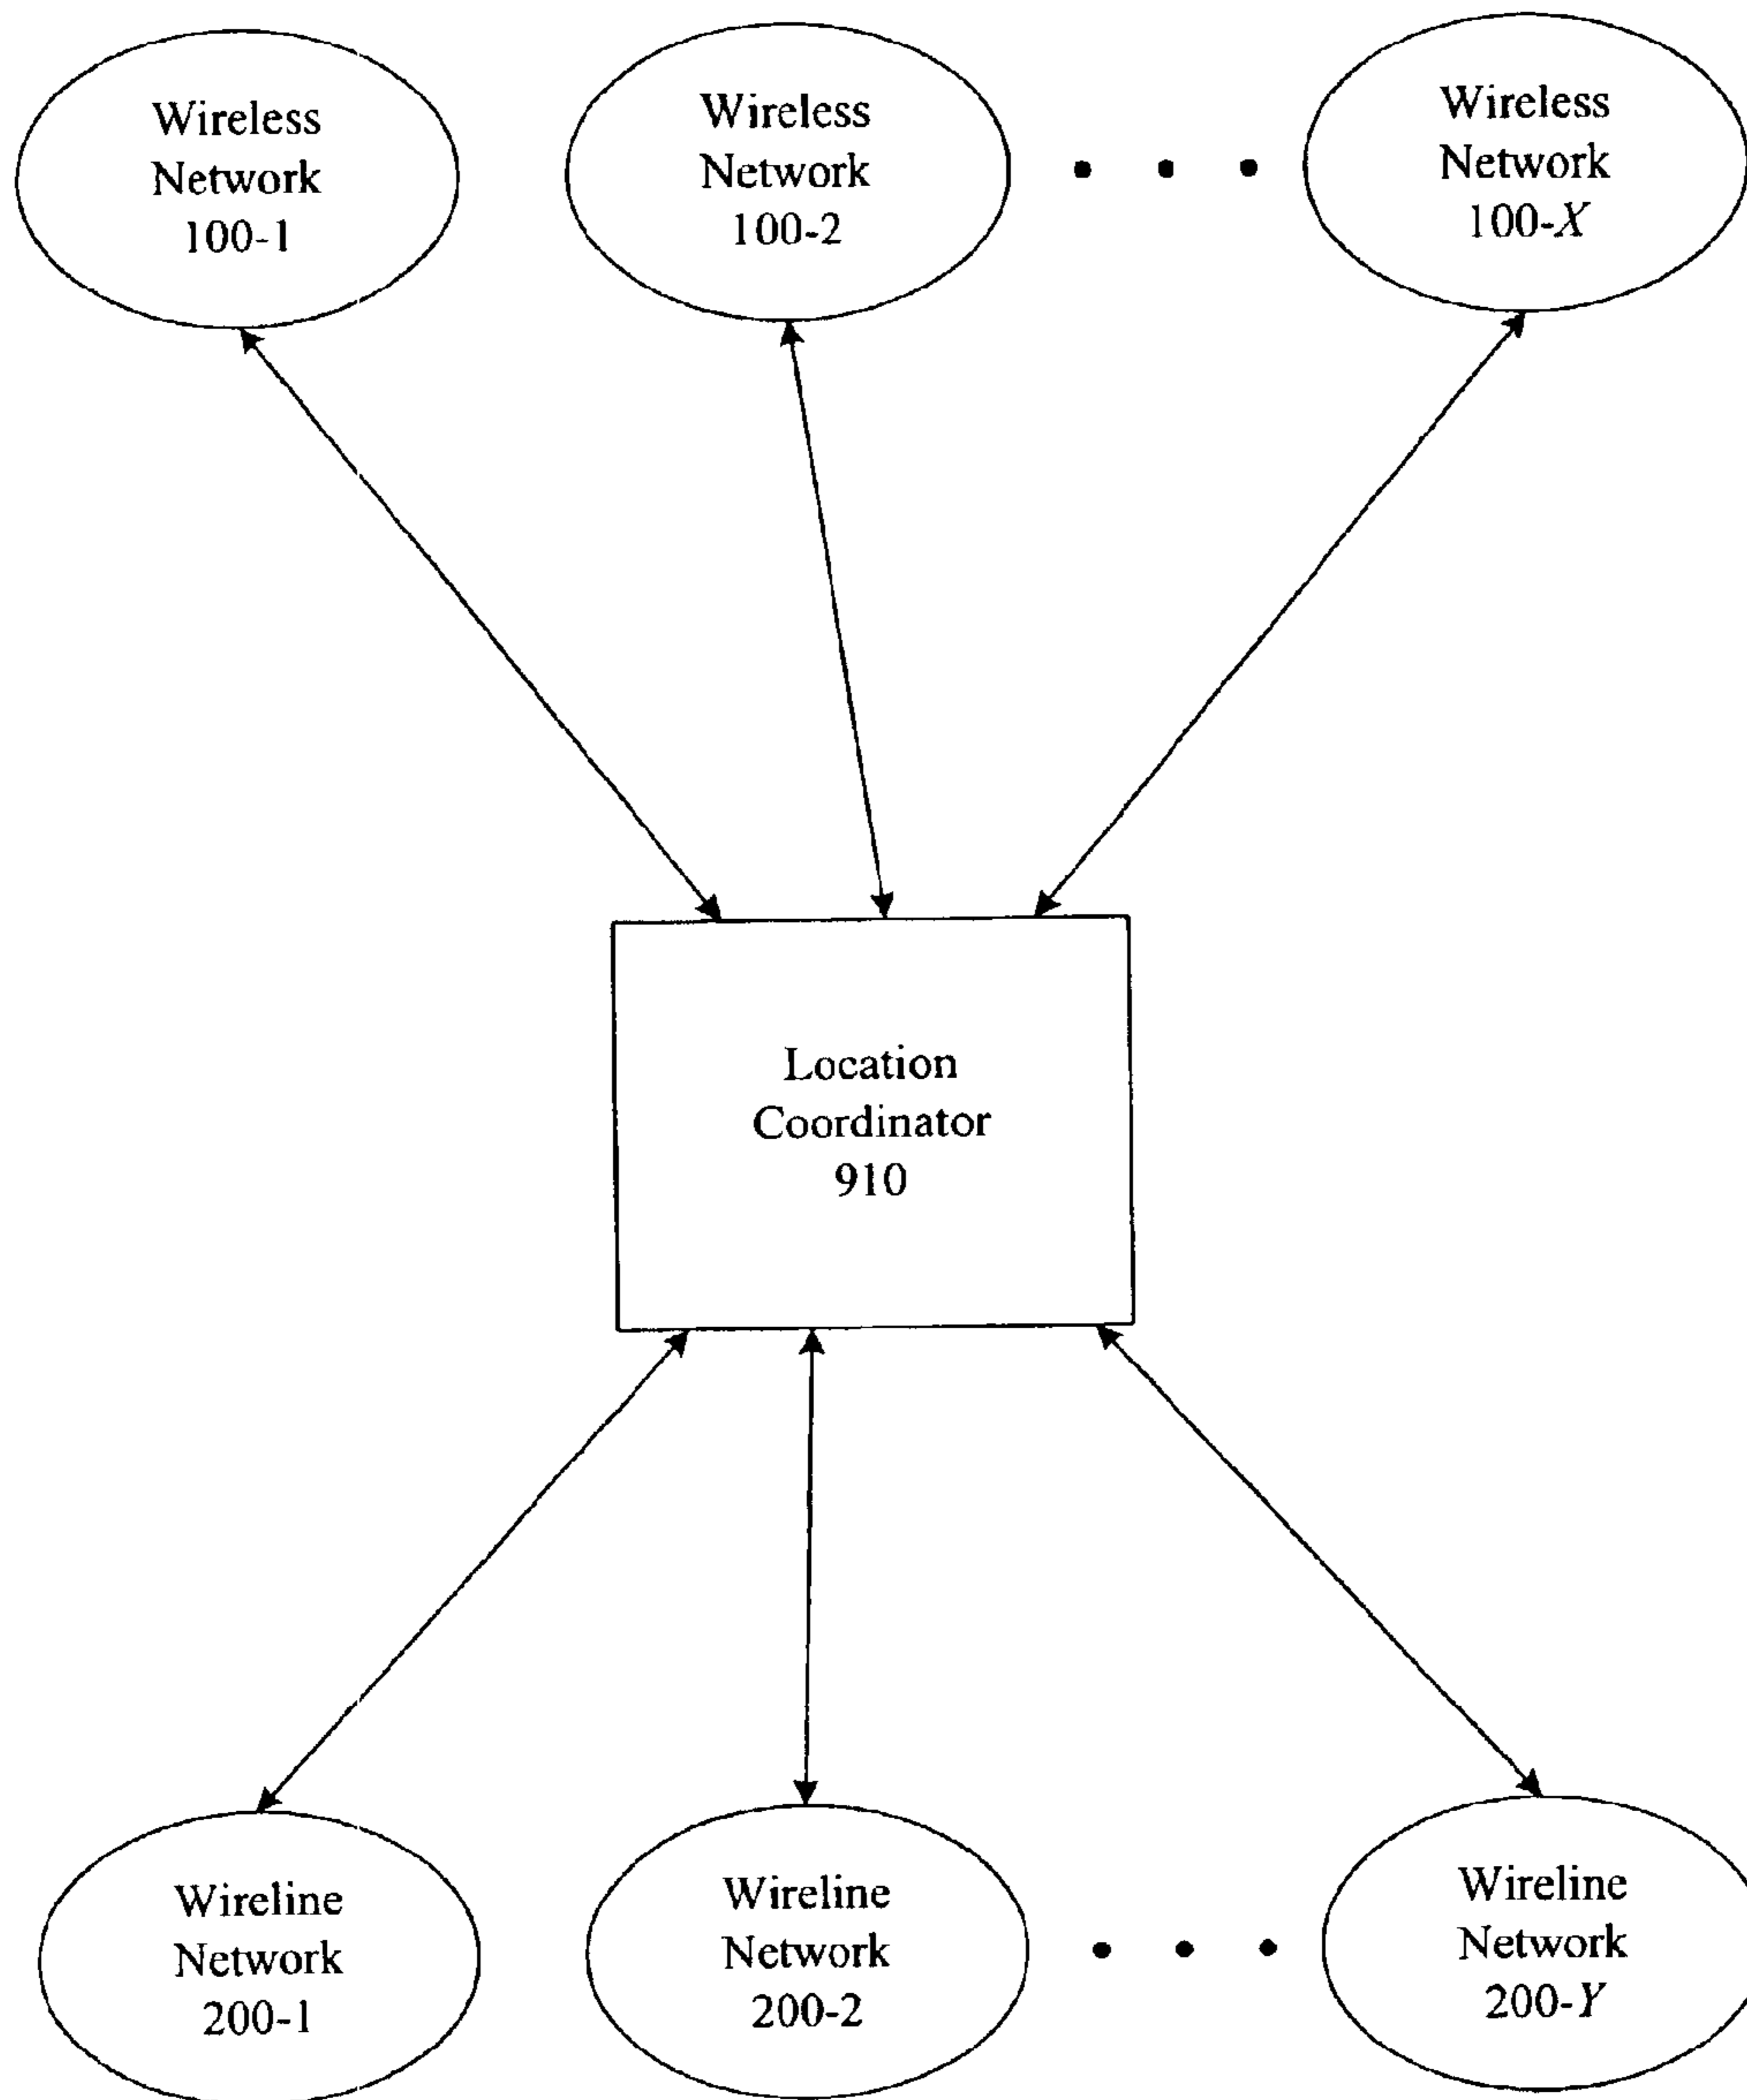 Wireless
Network
100-1
Wireless
Network
100-2
Wireless
Network
100-X
Location
Coordinator
910
Wireline
Network
200-1
Wireline
Network
200-2
Wireline
Network
200-Y